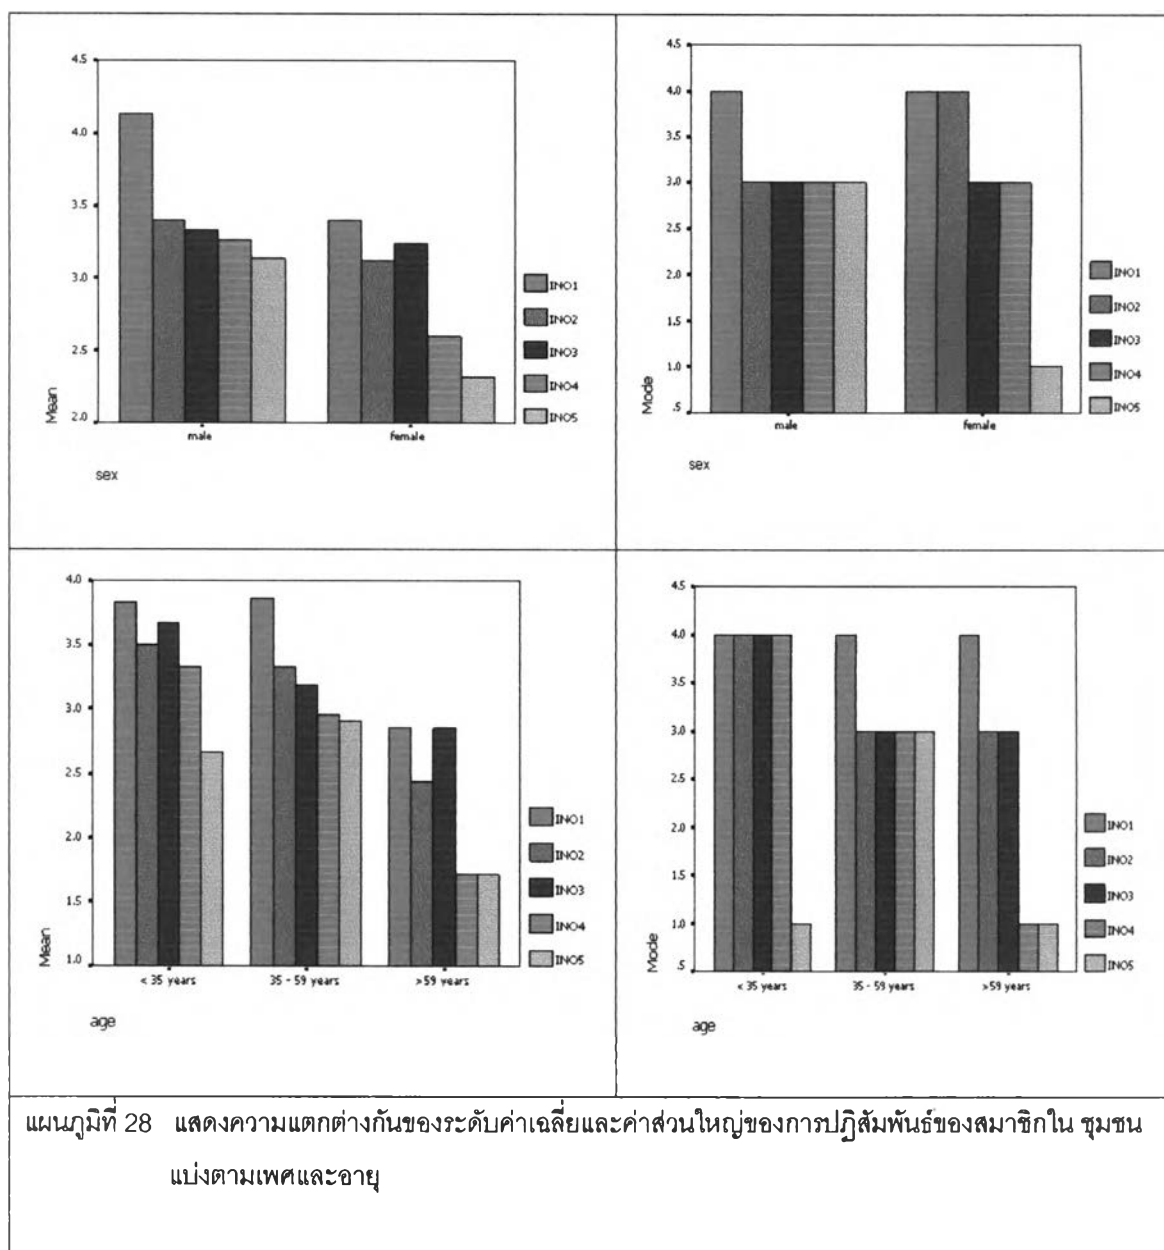 4.5
4.0
3.5
3.0
2.5
2.0
Mean
male
female
sex
INO1
INO2
INO3
INO4
INO5
4.5
4.0
3.5
3.0
2.5
2.0
1.5
1.0
.5
Mode
male
female
sex
INO1
INO2
INO3
INO4
INO5
4.0
3.5
3.0
2.5
2.0
1.5
1.0
Mean
< 35 years
35 - 59 years
>59 years
age
INO1
INO2
INO3
INO4
INO5
4.5
4.0
3.5
3.0
2.5
2.0
1.5
1.0
.5
Mode
< 35 years
35 - 59 years
>59 years
age
INO1
INO2
INO3
INO4
INO5
แผนภูมิที่ 28 แสดงความแตกต่างกันของระดับค่าเฉลี่ยและค่าส่วนใหญ่ของการปฏิสัมพันธ์ของสมาชิกใน ชุมชน
แบ่งตามเพศและอายุ